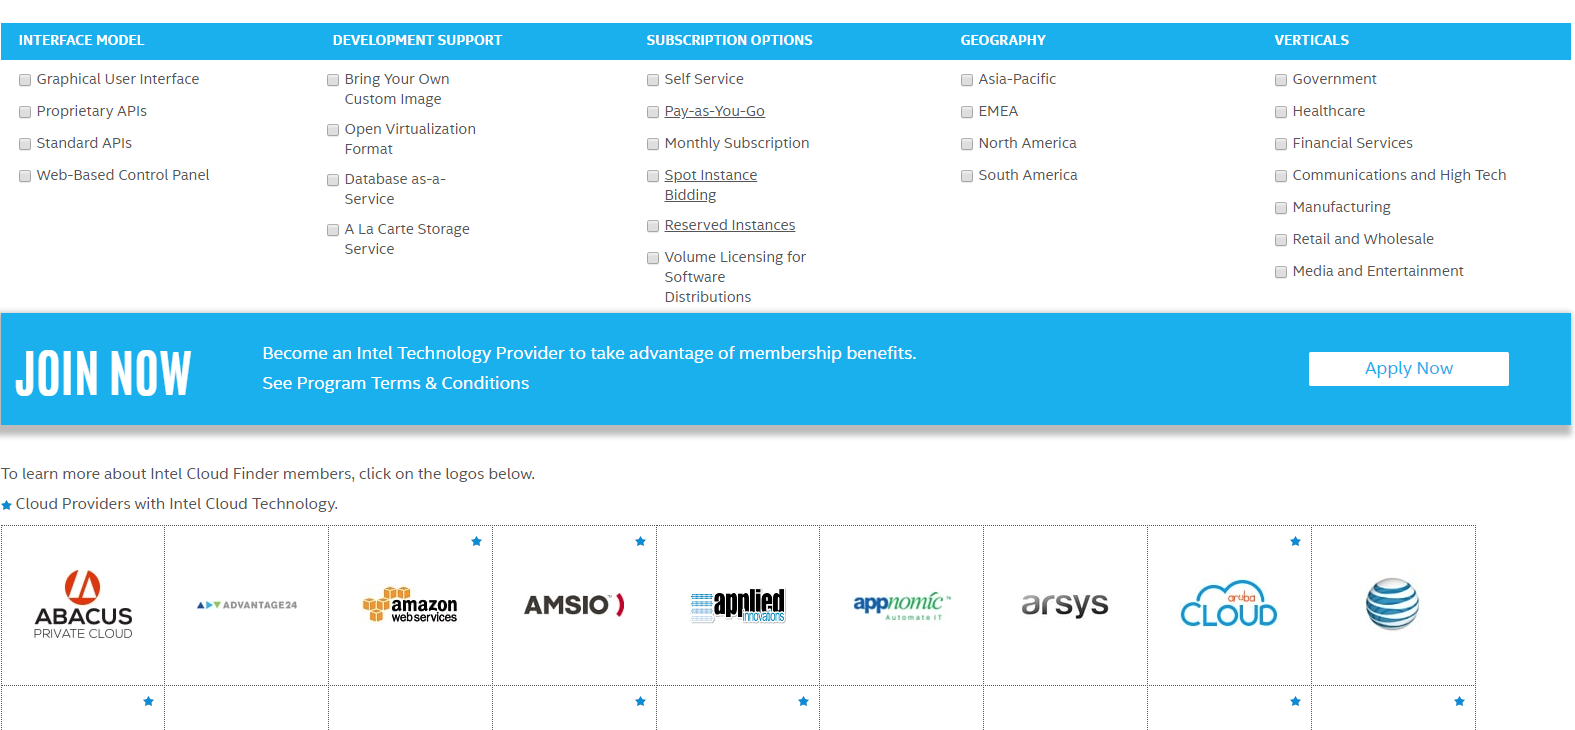 INTERFACE MODEL
Graphical User Interface
Proprietary APIs
Standard APIs
Web-Based Control Panel
DEVELOPMENT SUPPORT
Bring Your Own
Custom Image
Open Virtualization
Format
Database as-a-
Service
A La Carte Storage
Service
SUBSCRIPTION OPTIONS
Self Service
Pay-as-You-Go
Monthly Subscription
Spot Instance
Bidding
Reserved Instances
Volume Licensing for
Software
Distributions
GEOGRAPHY
Asia-Pacific
EMEA
North America
South America
VERTICALS
Government
Healthcare
Financial Services
Communications and High Tech
Manufacturing
Retail and Wholesale
Media and Entertainment
JOIN NOW
Become an Intel Technology Provider to take advantage of membership benefits.
See Program Terms & Conditions
Apply Now
To learn more about Intel Cloud Finder members, click on the logos below.
Cloud Providers with Intel Cloud Technology.
ABACUS
PRIVATE CLOUD
ADVANTAGE24
amazon
webservices
AMSIO
applied
innovations
appnomic™
Automate IT
arsys
aruba
CLOUD